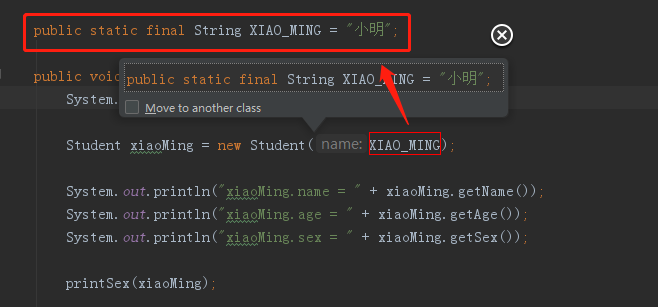 public static final String XIAO_MING = "小明";
public voi
public static final String XIAO_MING = "小明";
System.
Move to another class
Student xiaoMing = new Student( name: XIAO_MING);
System.out.println("xiaoMing.name = " + xiaoMing.getName());
System.out.println("xiaoMing.age = " + xiaoMing.getAge());
System.out.println("xiaoMing.sex = " + xiaoMing.getSex());
printSex(xiaoMing);